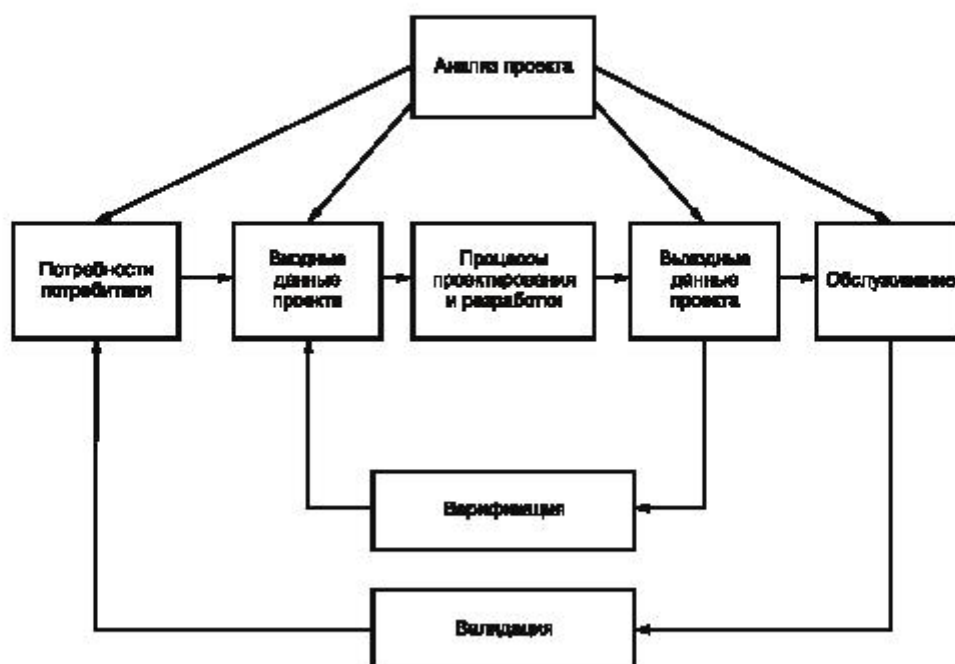 Анализ проекта
Потребности
потребителя
Входные
данные
проекта
Процессы
проектирования
и разработки
Выходные
данные
проекта
Обслуживание
Верификация
Валидация